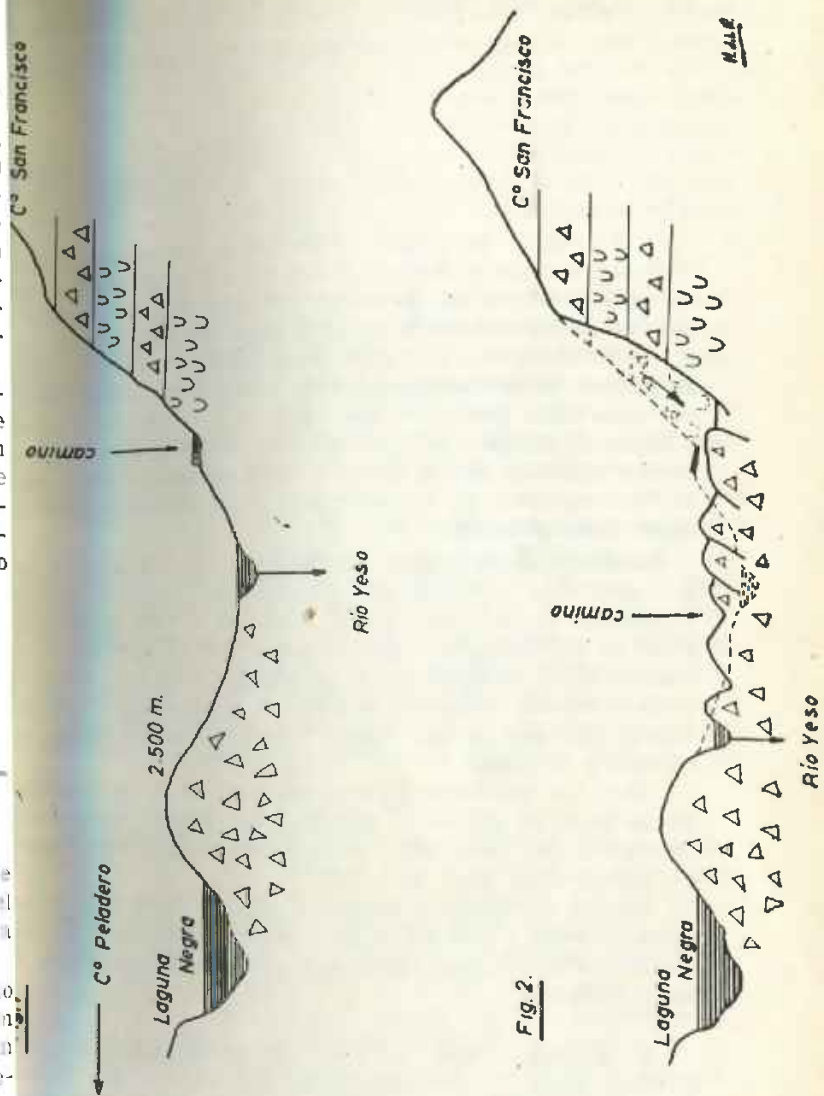 Cº San Francisco
camino
Río Yeso
2.500 m.
Cº Peladero
Laguna
Negra
Fig. 2.
Cº San Francisco
camino
Río Yeso
Laguna
Negra